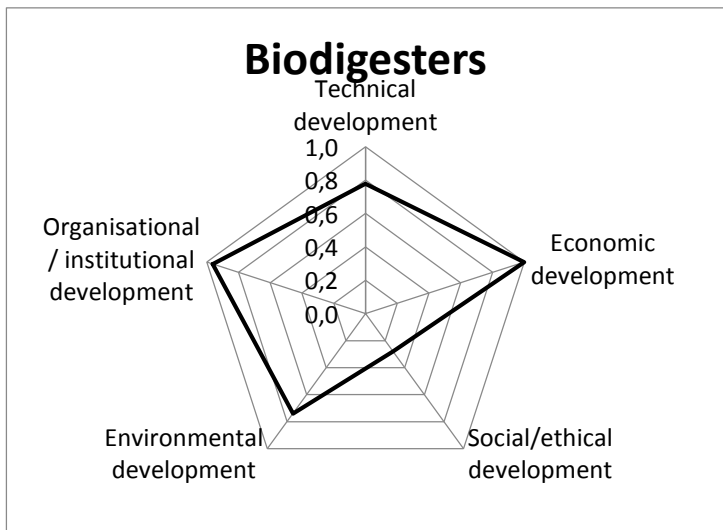 Biodigesters
Technical
development
1,0
0,8
0,6
0,4
0,2
0,0
Economic
development
Social/ethical
development
Environmental
development
Organisational
/ institutional
development